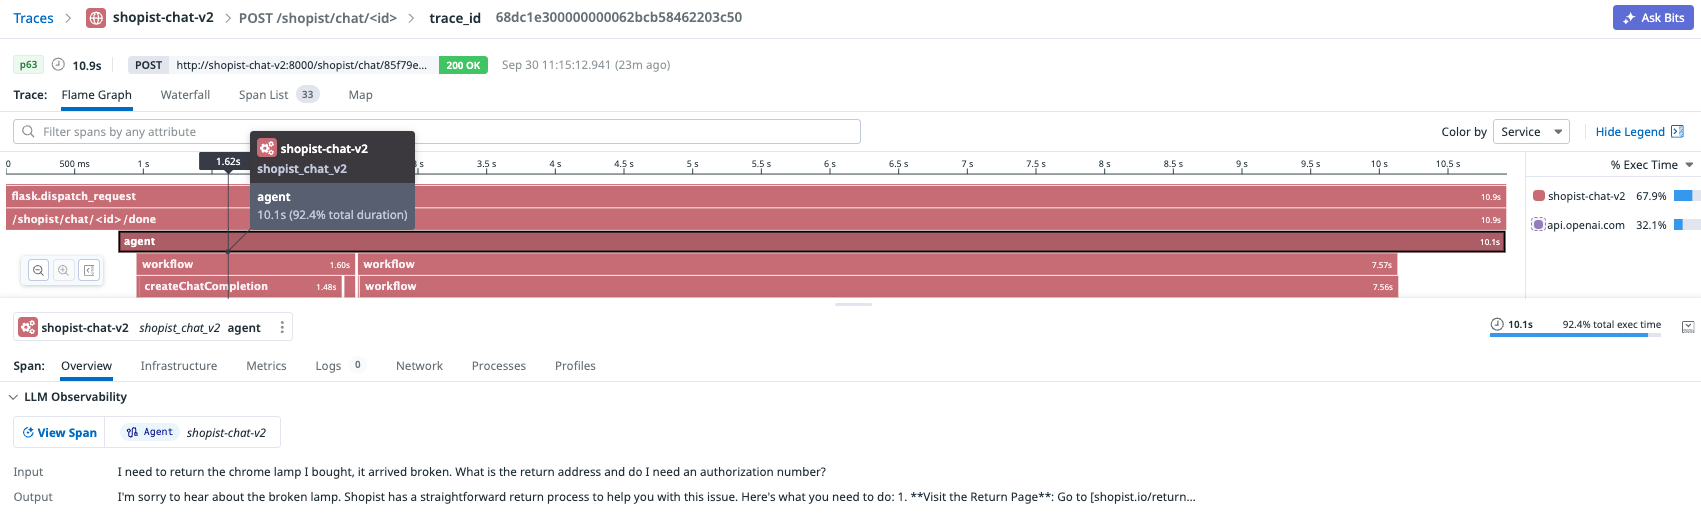 Traces > shopist-chat-v2 > POST /shopist/chat/<id> > trace_id 68dc1e300000000062bcb58462203c50 Ask Bits
p63 10.9s POST http://shopist-chat-v2:8000/shopist/chat/85f79e... 200 OK Sep 30 11:15:12.941 (23m ago)
Trace: Flame Graph Waterfall Span List 33 Map
Filter spans by any attribute Color by Service Hide Legend
0 500 ms 1 s 1.62s s 3.5 s 4 s 4.5 s 5 s 5.5 s 6 s 6.5 s 7 s 7.5 s 8 s 8.5 s 9 s 9.5 s 10 s 10.5 s % Exec Time
shopist-chat-v2
shopist_chat_v2
agent
10.1s (92.4% total duration)
flask.dispatch_request 10.9s shopist-chat-v2 67.9%
/shopist/chat/<id>/done 10.9s api.openai.com 32.1%
agent 10.1s
workflow 1.60s workflow 7.57s
createChatCompletion 1.48s workflow 7.56s
shopist-chat-v2 shopist_chat_v2 agent 10.1s 92.4% total exec time
Span: Overview Infrastructure Metrics Logs 0 Network Processes Profiles
LLM Observability
View Span Agent shopist-chat-v2
Input I need to return the chrome lamp I bought, it arrived broken. What is the return address and do I need an authorization number?
Output I'm sorry to hear about the broken lamp. Shopist has a straightforward return process to help you with this issue. Here's what you need to do: 1. **Visit the Return Page**: Go to [shopist.io/return...